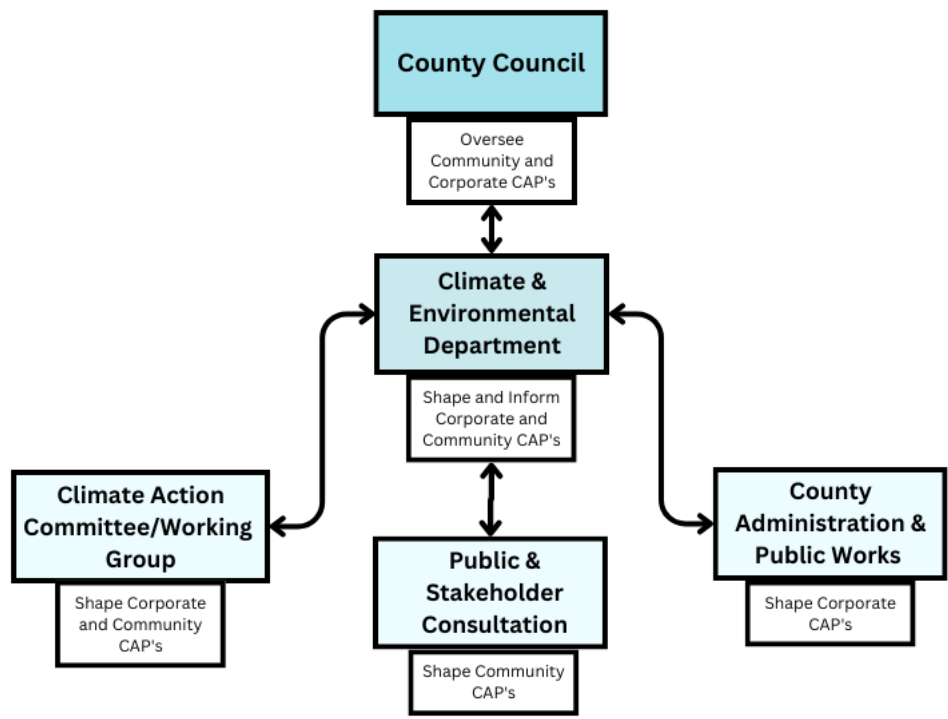 County Council
Oversee
Community and
Corporate CAP's
Climate &
Environmental
Department
Shape and Inform
Corporate and
Community CAP's
Climate Action
Committee/Working
Group
Shape Corporate
and Community
CAP's
Public &
Stakeholder
Consultation
Shape Community
CAP's
County
Administration &
Public Works
Shape Corporate
CAP's